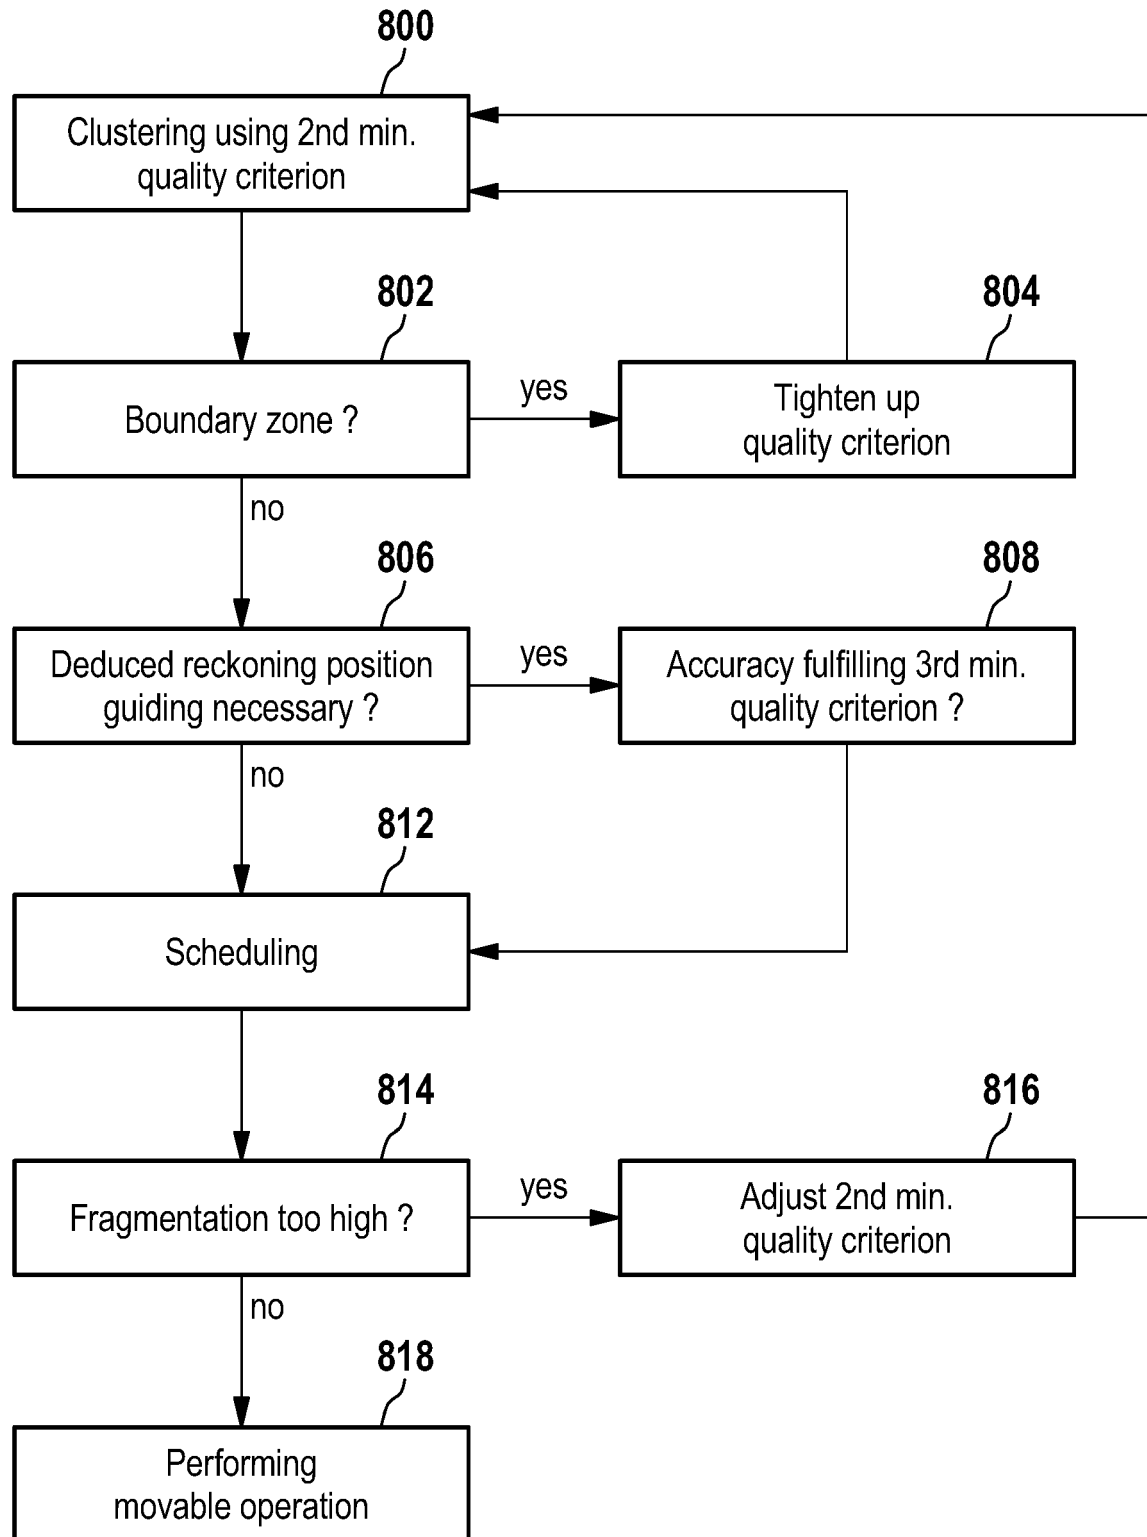 800
Clustering using 2nd min.
quality criterion
802
Boundary zone ?
yes
804
Tighten up
quality criterion
no
806
Deduced reckoning position
guiding necessary ?
yes
808
Accuracy fulfilling 3rd min.
quality criterion ?
no
812
Scheduling
814
Fragmentation too high ?
yes
816
Adjust 2nd min.
quality criterion
no
818
Performing
movable operation